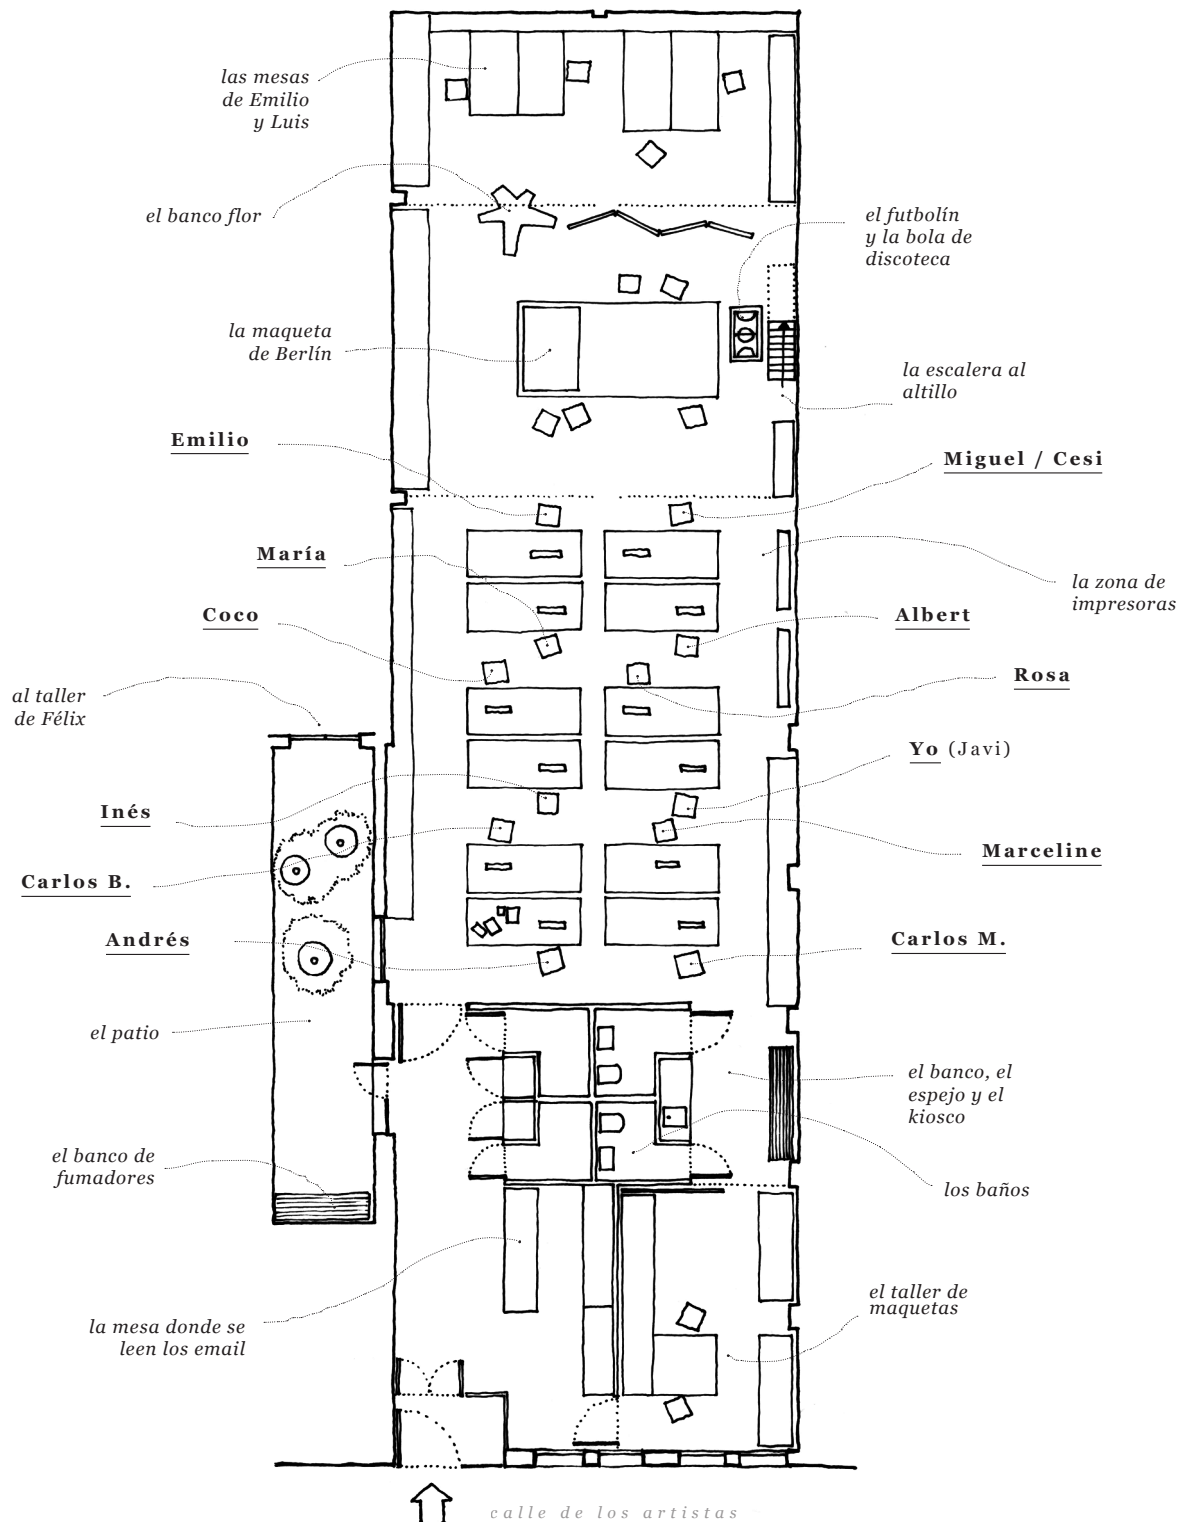 las mesas
de Emilio
y Luis
el banco flor
el futbolín
y la bola de
discoteca
la maqueta
de Berlín
la escalera al
altillo
Emilio
Miguel / Cesi
María
la zona de
impresoras
Coco
Albert
Rosa
al taller
de Félix
Yo (Javi)
Inés
Marceline
Carlos B.
Andrés
Carlos M.
el patio
el banco, el
espejo y el
kiosco
el banco de
fumadores
los baños
el taller de
maquetas
la mesa donde se
leen los email
calle de los artistas